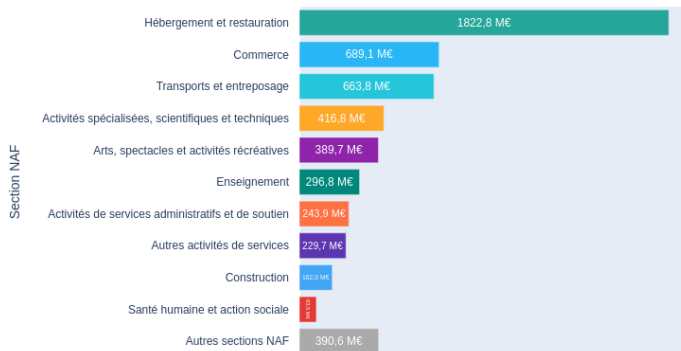 Section NAF
Hébergement et restauration 1822,8 M€
Commerce 689,1 M€
Transports et entreposage 663,8 M€
Activités spécialisées, scientifiques et techniques 416,8 M€
Arts, spectacles et activités récréatives 389,7 M€
Enseignement 296,8 M€
Activités de services administratifs et de soutien 243,9 M€
Autres activités de services 229,7 M€
Construction 162,0 M€
Santé humaine et action sociale
Autres sections NAF 390,6 M€